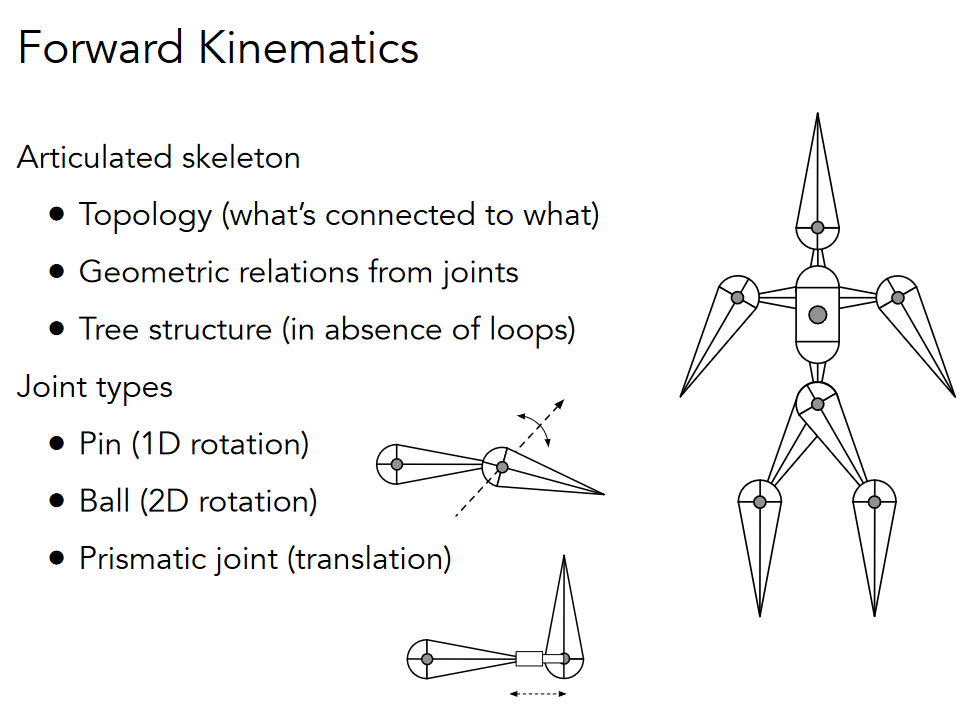 Forward Kinematics
Articulated skeleton
● Topology (what’s connected to what)
● Geometric relations from joints
● Tree structure (in absence of loops)
Joint types
● Pin (1D rotation)
● Ball (2D rotation)
● Prismatic joint (translation)